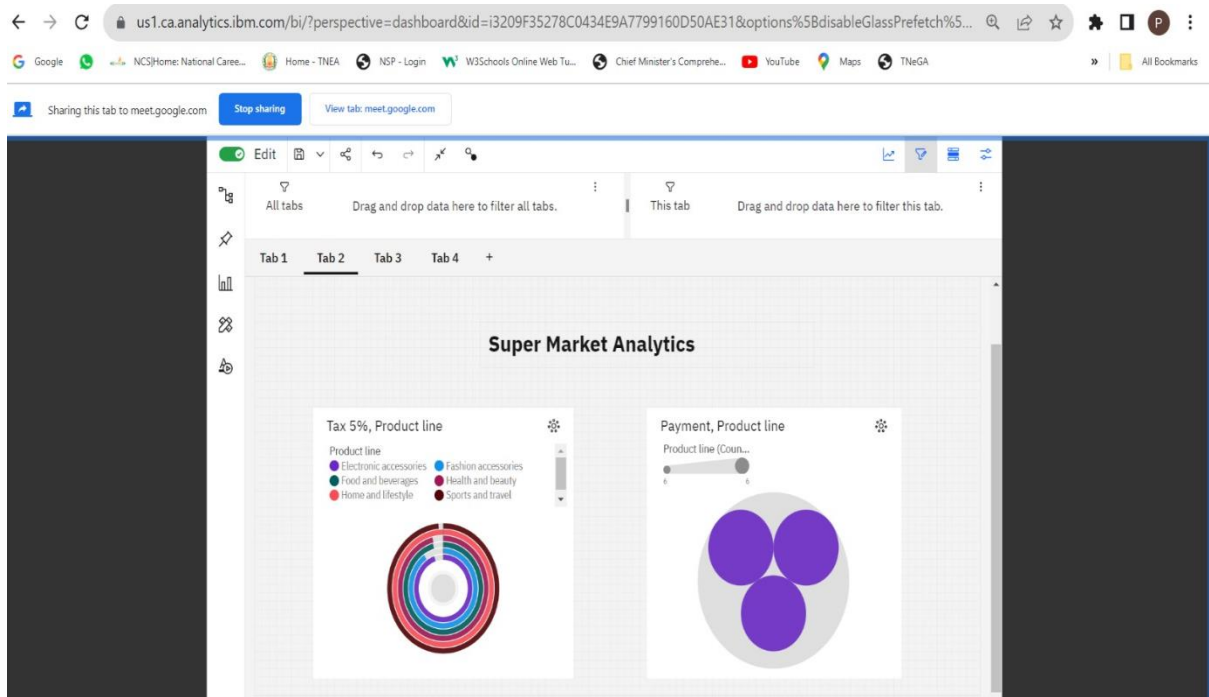 us1.ca.analytics.ibm.com/bi/?perspective=dashboard&id=i3209F35278C0434E9A7799160D50AE31&options%5BdisableGlassPrefetch%5...
P
Google NCS|Home: National Caree... Home - TNEA NSP - Login W³ W3Schools Online Web Tu... Chief Minister's Comprehe... YouTube Maps TNeGA » All Bookmarks
Sharing this tab to meet.google.com Stop sharing View tab: meet.google.com
Edit
All tabs Drag and drop data here to filter all tabs. This tab Drag and drop data here to filter this tab.
Tab 1 Tab 2 Tab 3 Tab 4 +
Super Market Analytics
Tax 5%, Product line
Product line
Electronic accessories Fashion accessories
Food and beverages Health and beauty
Home and lifestyle Sports and travel
Payment, Product line
Product line (Coun...
6 6